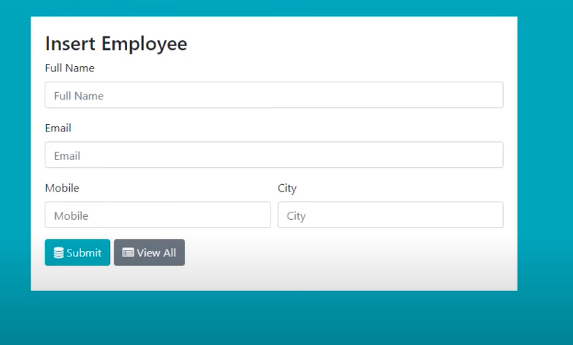 Insert Employee
Full Name
Full Name
Email
Email
Mobile City
Mobile City
Submit View All